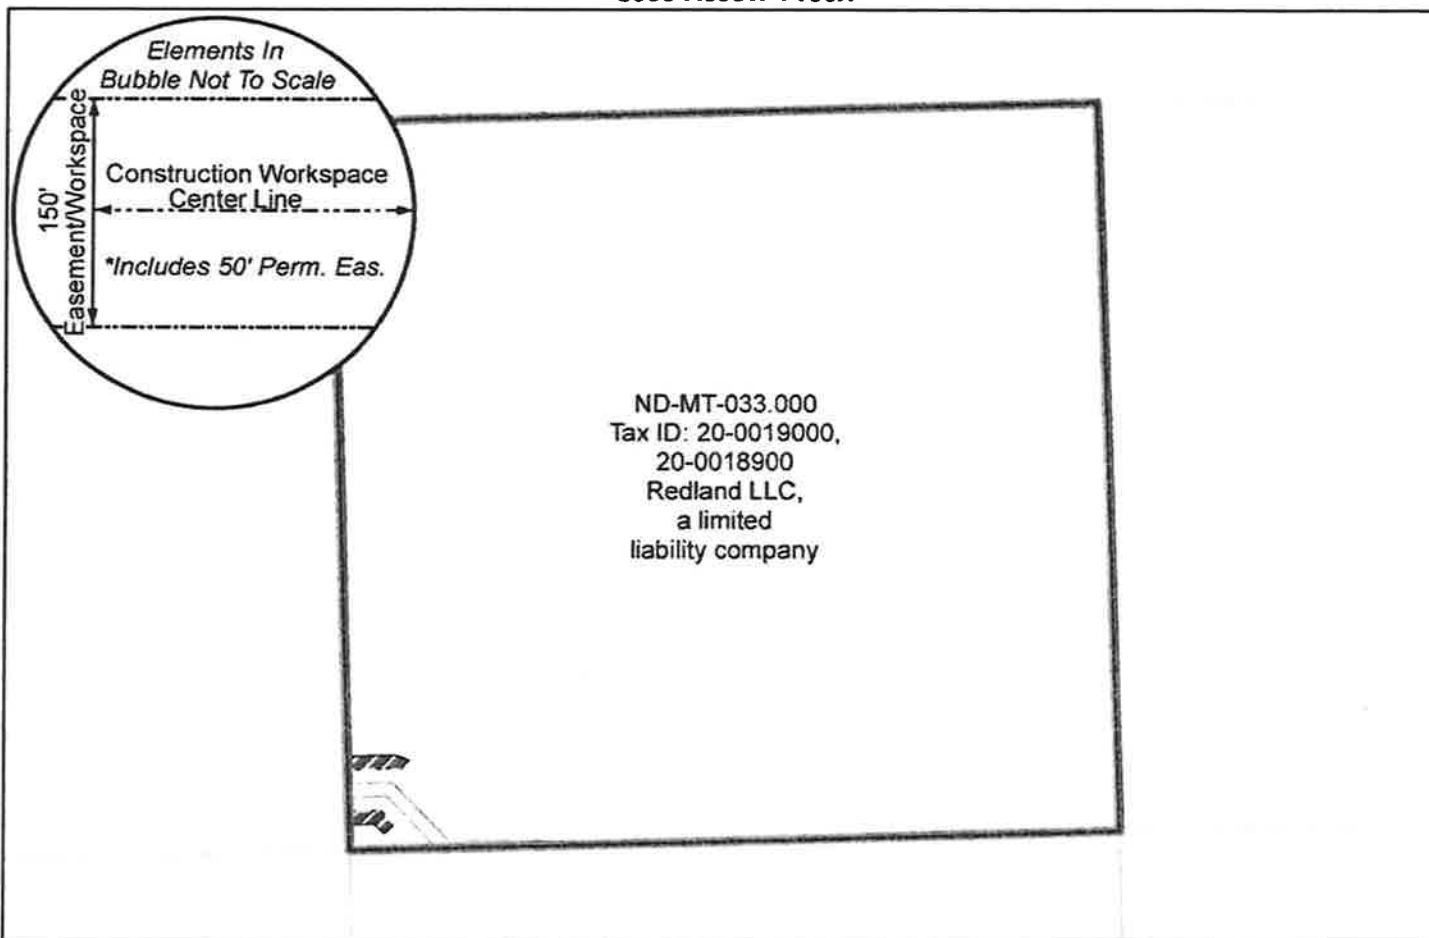 Elements In
Bubble Not To Scale
150'
Easement/Workspace
Construction Workspace
Center Line
*Includes 50' Perm. Eas.
ND-MT-033.000
Tax ID: 20-0019000,
20-0018900
Redland LLC,
a limited
liability company